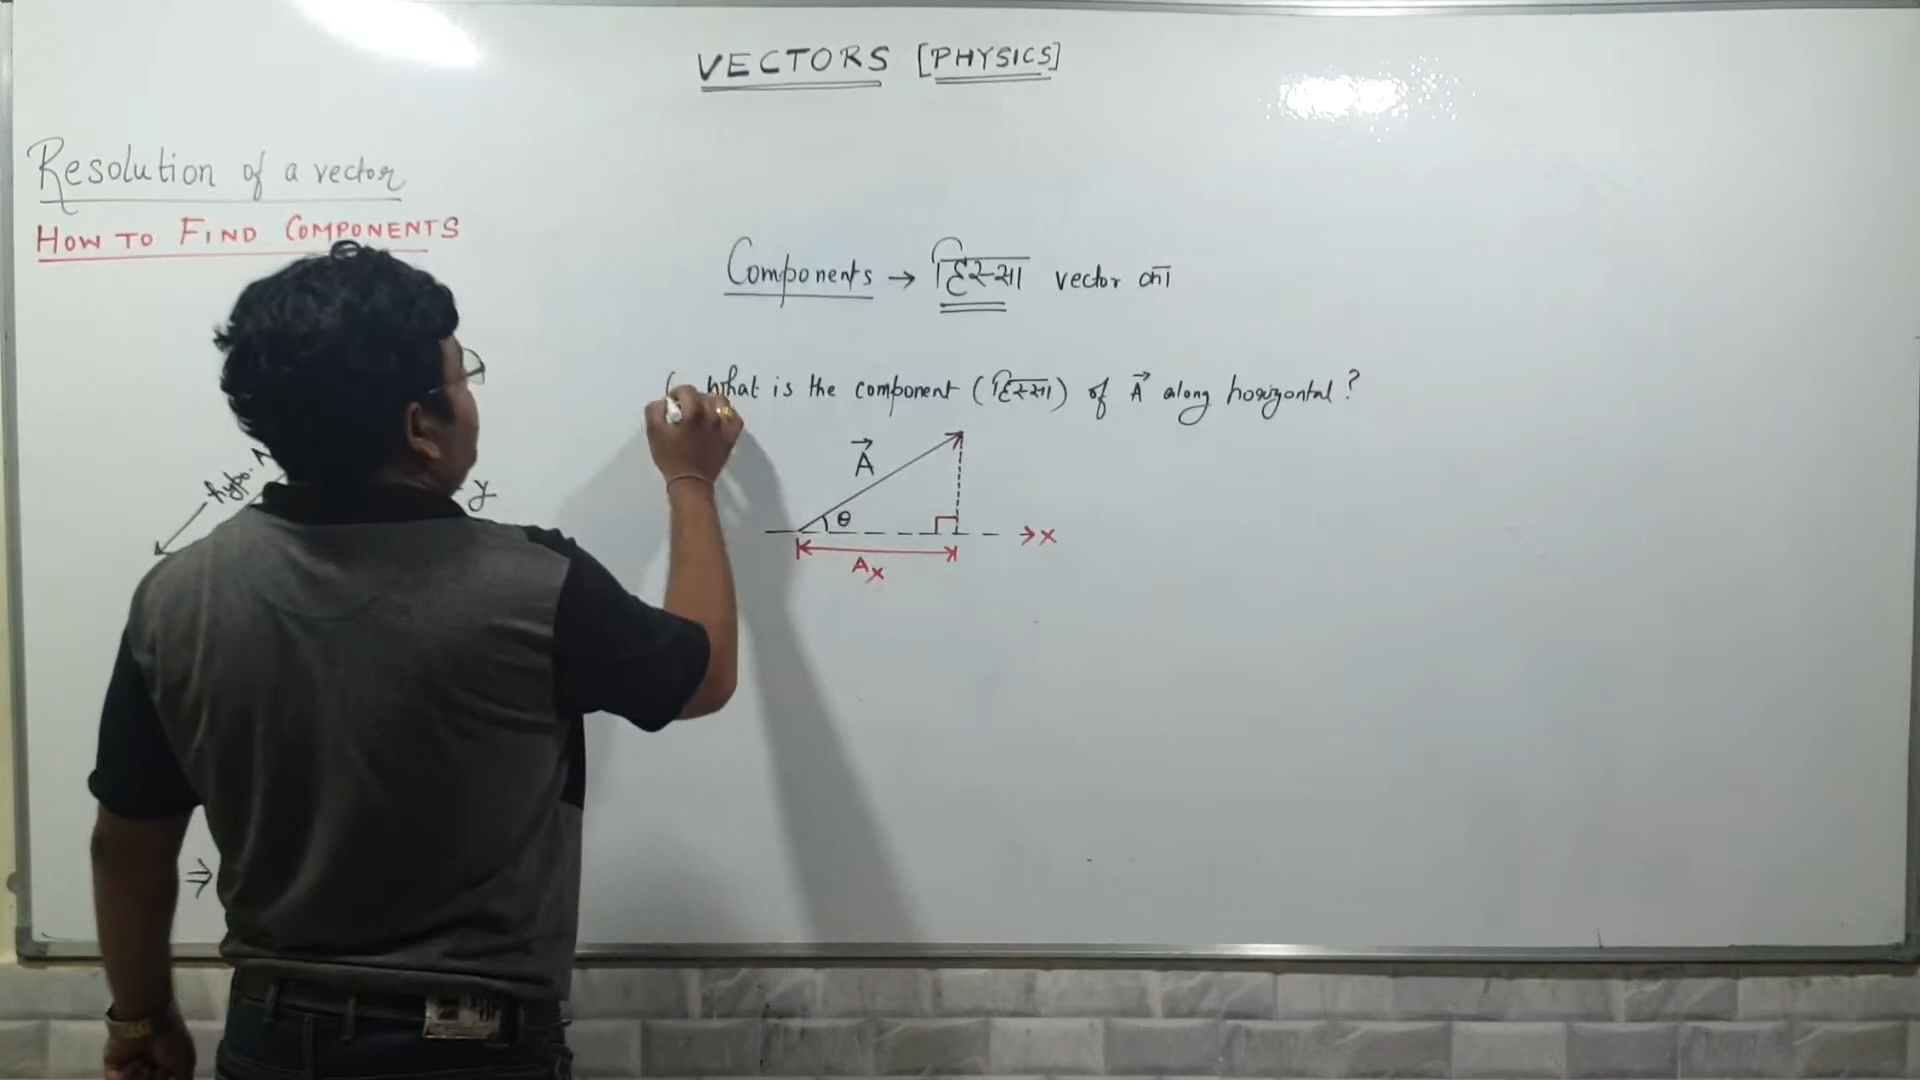 VECTORS [PHYSICS]
Resolution of a vector
HOW TO FIND COMPONENTS
Components → हिस्सा vector का
What is the component (हिस्सा) of A⃗ along horizontal?
hypo.
y
A⃗
θ
x
Ax
⇒